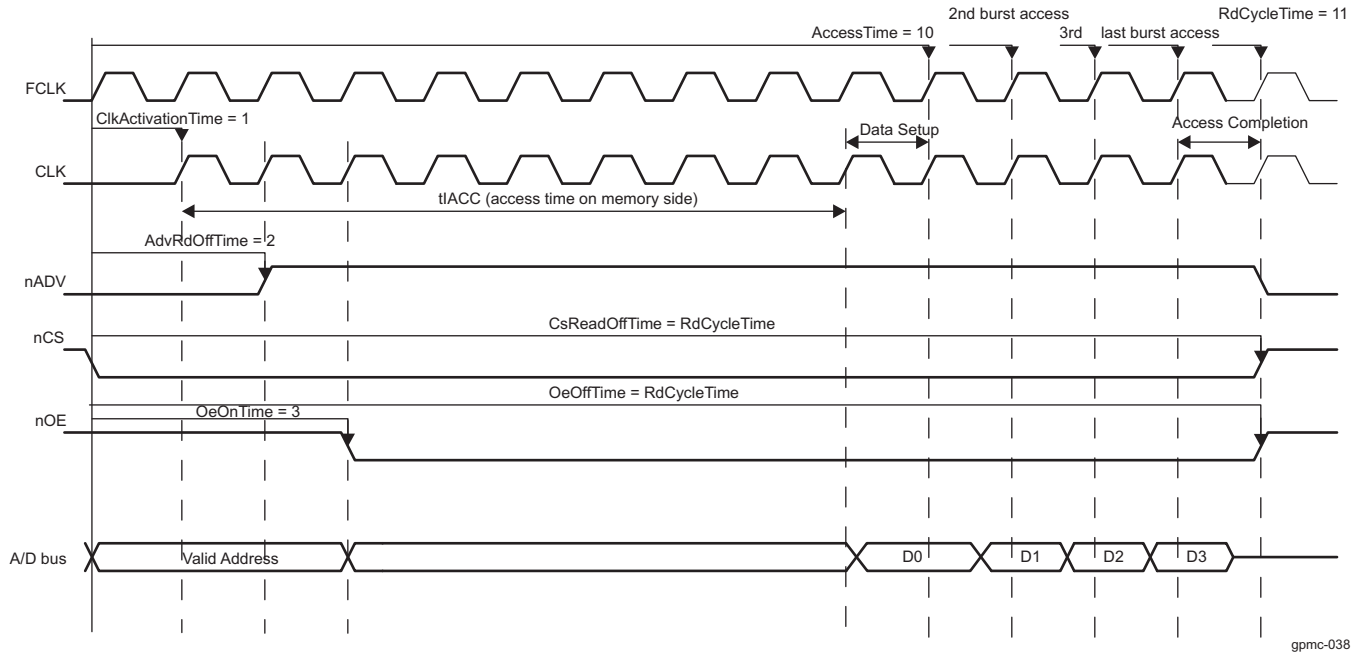 2nd burst access
RdCycleTime = 11
AccessTime = 10
3rd
last burst access
FCLK
ClkActivationTime = 1
Data Setup
Access Completion
CLK
tIACC (access time on memory side)
AdvRdOffTime = 2
nADV
CsReadOffTime = RdCycleTime
nCS
OeOffTime = RdCycleTime
OeOnTime = 3
nOE
A/D bus
Valid Address
D0
D1
D2
D3
gpmc-038